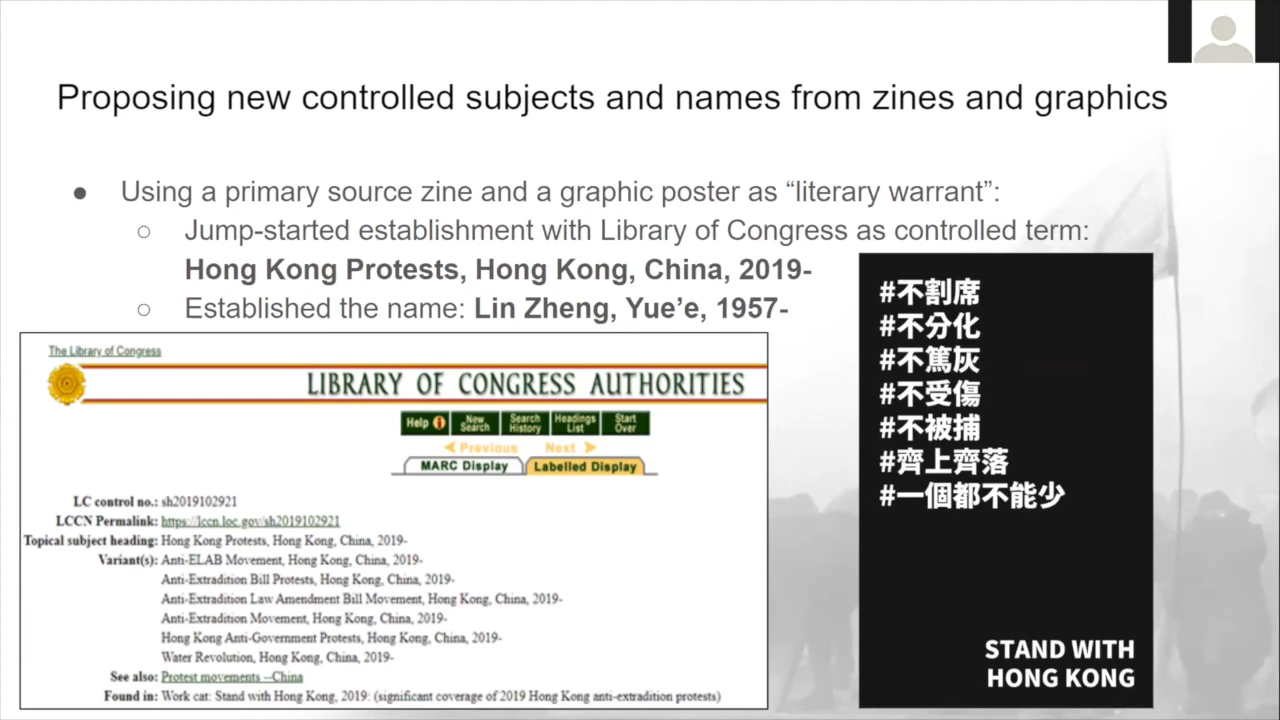 Proposing new controlled subjects and names from zines and graphics
● Using a primary source zine and a graphic poster as “literary warrant”:
○ Jump-started establishment with Library of Congress as controlled term:
Hong Kong Protests, Hong Kong, China, 2019-
○ Established the name: Lin Zheng, Yue’e, 1957-
The Library of Congress
LIBRARY OF CONGRESS AUTHORITIES
Help
New Search
Search History
Headings List
Start Over
Previous Next
MARC Display Labelled Display
LC control no.: sh2019102921
LCCN Permalink: https://lccn.loc.gov/sh2019102921
Topical subject heading: Hong Kong Protests, Hong Kong, China, 2019-
Variant(s): Anti-ELAB Movement, Hong Kong, China, 2019-
Anti-Extradition Bill Protests, Hong Kong, China, 2019-
Anti-Extradition Law Amendment Bill Movement, Hong Kong, China, 2019-
Anti-Extradition Movement, Hong Kong, China, 2019-
Hong Kong Anti-Government Protests, Hong Kong, China, 2019-
Water Revolution, Hong Kong, China, 2019-
See also: Protest movements --China
Found in: Work cat: Stand with Hong Kong, 2019: (significant coverage of 2019 Hong Kong anti-extradition protests)
#不割席
#不分化
#不篤灰
#不受傷
#不被捕
#齊上齊落
#一個都不能少
STAND WITH
HONG KONG